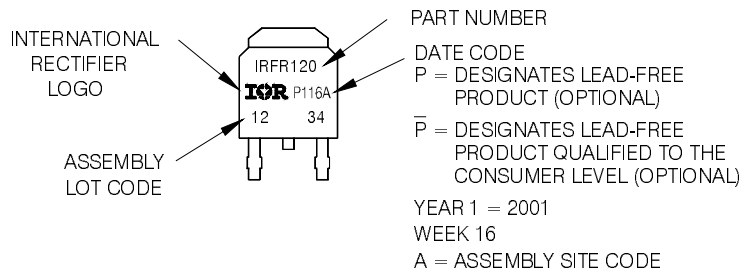 INTERNATIONAL
RECTIFIER
LOGO
ASSEMBLY
LOT CODE
IRFR120
IOR P116A
12 34
PART NUMBER
DATE CODE
P = DESIGNATES LEAD-FREE
PRODUCT (OPTIONAL)
P̅ = DESIGNATES LEAD-FREE
PRODUCT QUALIFIED TO THE
CONSUMER LEVEL (OPTIONAL)
YEAR 1 = 2001
WEEK 16
A = ASSEMBLY SITE CODE